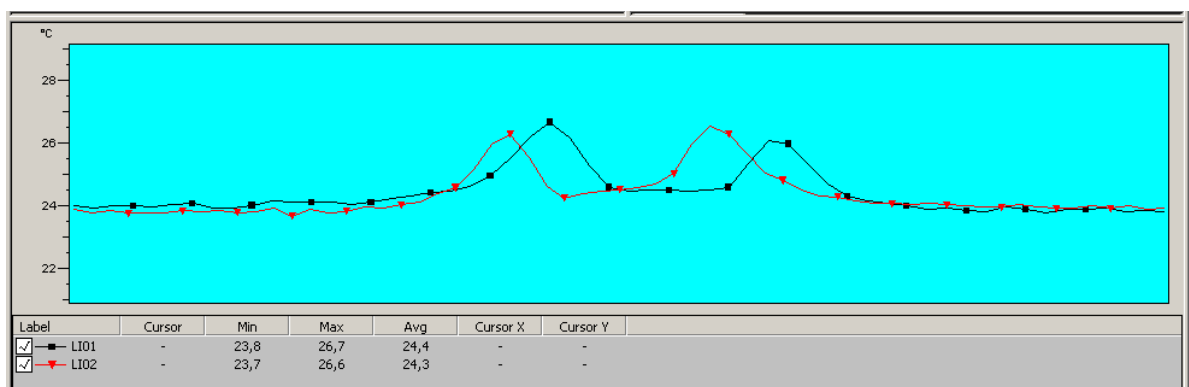 °C
28
26
24
22
Label Cursor Min Max Avg Cursor X Cursor Y
LI01 - 23,8 26,7 24,4 - -
LI02 - 23,7 26,6 24,3 - -